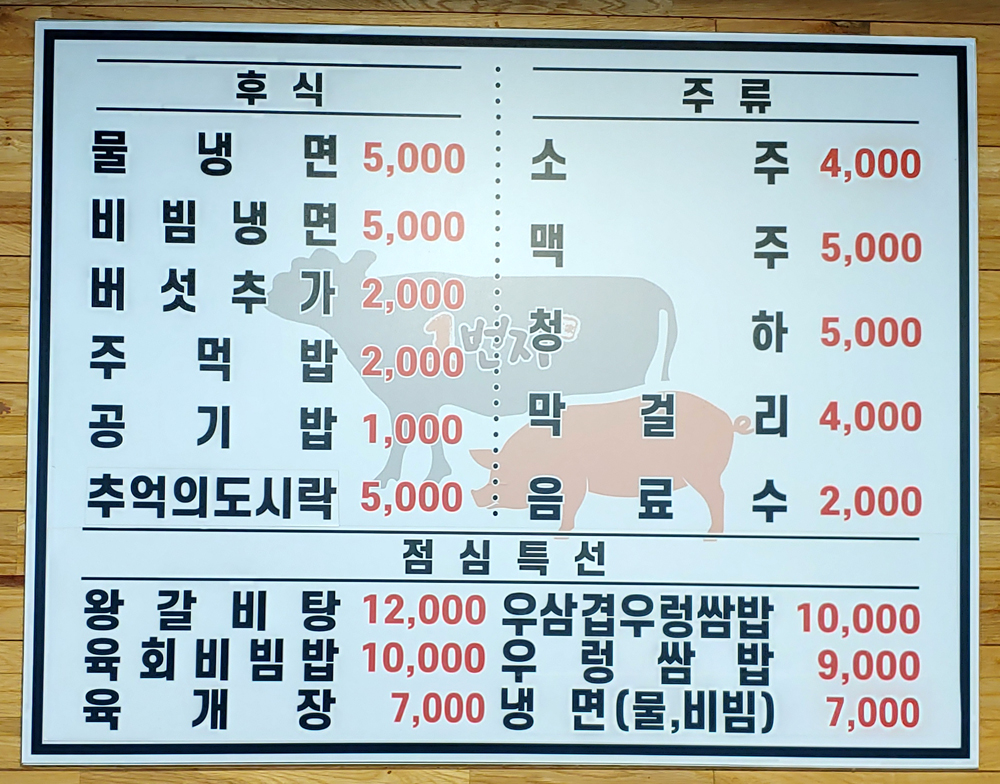 후식
물냉면 5,000
비빔냉면 5,000
버섯추가 2,000
주먹밥 2,000
공기밥 1,000
추억의도시락 5,000
주류
소주 4,000
맥주 5,000
청하 5,000
막걸리 4,000
음료수 2,000
1번지
점심특선
왕갈비탕 12,000 우삼겹우렁쌈밥 10,000
육회비빔밥 10,000 우렁쌈밥 9,000
육개장 7,000 냉면(물,비빔) 7,000